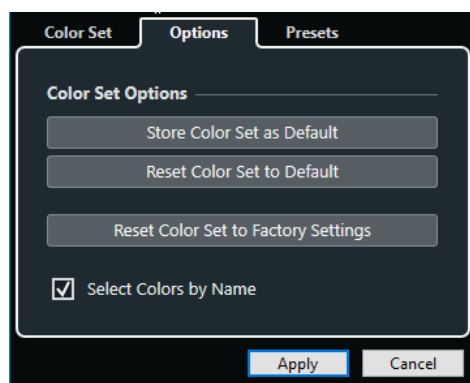 Color Set Options Presets
Color Set Options
Store Color Set as Default
Reset Color Set to Default
Reset Color Set to Factory Settings
Select Colors by Name
Apply Cancel